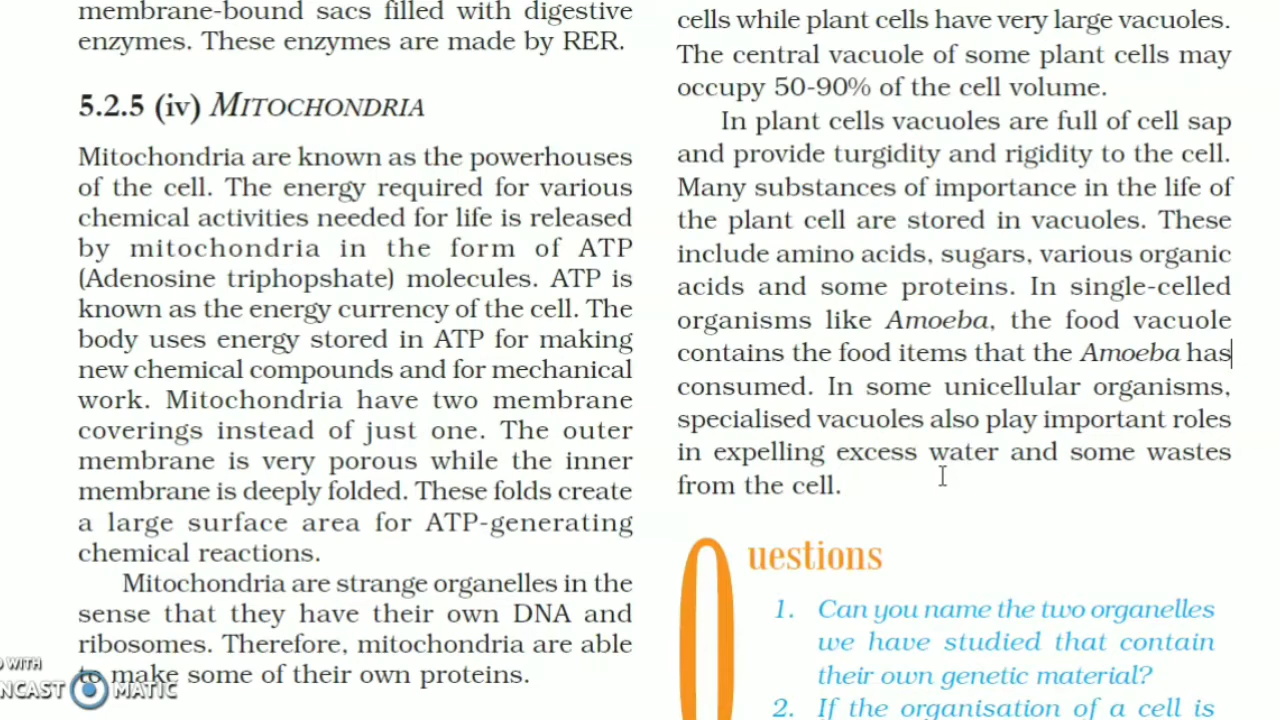 membrane-bound sacs filled with digestive
enzymes. These enzymes are made by RER.
5.2.5 (iv) MITOCHONDRIA
Mitochondria are known as the powerhouses
of the cell. The energy required for various
chemical activities needed for life is released
by mitochondria in the form of ATP
(Adenosine triphopshate) molecules. ATP is
known as the energy currency of the cell. The
body uses energy stored in ATP for making
new chemical compounds and for mechanical
work. Mitochondria have two membrane
coverings instead of just one. The outer
membrane is very porous while the inner
membrane is deeply folded. These folds create
a large surface area for ATP-generating
chemical reactions.
Mitochondria are strange organelles in the
sense that they have their own DNA and
ribosomes. Therefore, mitochondria are able
to make some of their own proteins.
cells while plant cells have very large vacuoles.
The central vacuole of some plant cells may
occupy 50-90% of the cell volume.
In plant cells vacuoles are full of cell sap
and provide turgidity and rigidity to the cell.
Many substances of importance in the life of
the plant cell are stored in vacuoles. These
include amino acids, sugars, various organic
acids and some proteins. In single-celled
organisms like Amoeba, the food vacuole
contains the food items that the Amoeba has
consumed. In some unicellular organisms,
specialised vacuoles also play important roles
in expelling excess water and some wastes
from the cell.
Questions
1. Can you name the two organelles
we have studied that contain
their own genetic material?
2. If the organisation of a cell is
WITH
NCAST MATIC